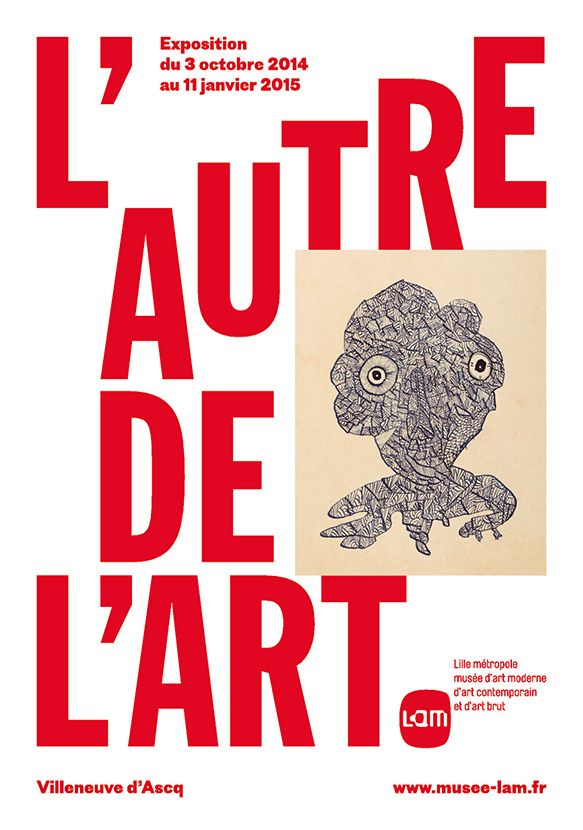 Exposition
du 3 octobre 2014
au 11 janvier 2015
L'AUTRE
DE
L'ART
Lille métropole
musée d'art moderne
d'art contemporain
et d'art brut
Lam
Villeneuve d'Ascq
www.musee-lam.fr